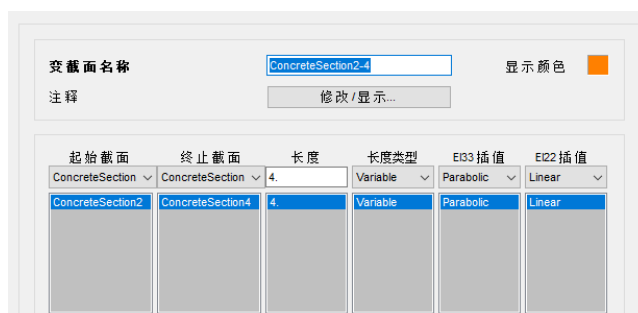 变截面名称 ConcreteSection2-4 显示颜色
注释 修改/显示...
起始截面 终止截面 长度 长度类型 EI33插值 EI22插值
ConcreteSection ConcreteSection 4. Variable Parabolic Linear
ConcreteSection2 ConcreteSection4 4. Variable Parabolic Linear